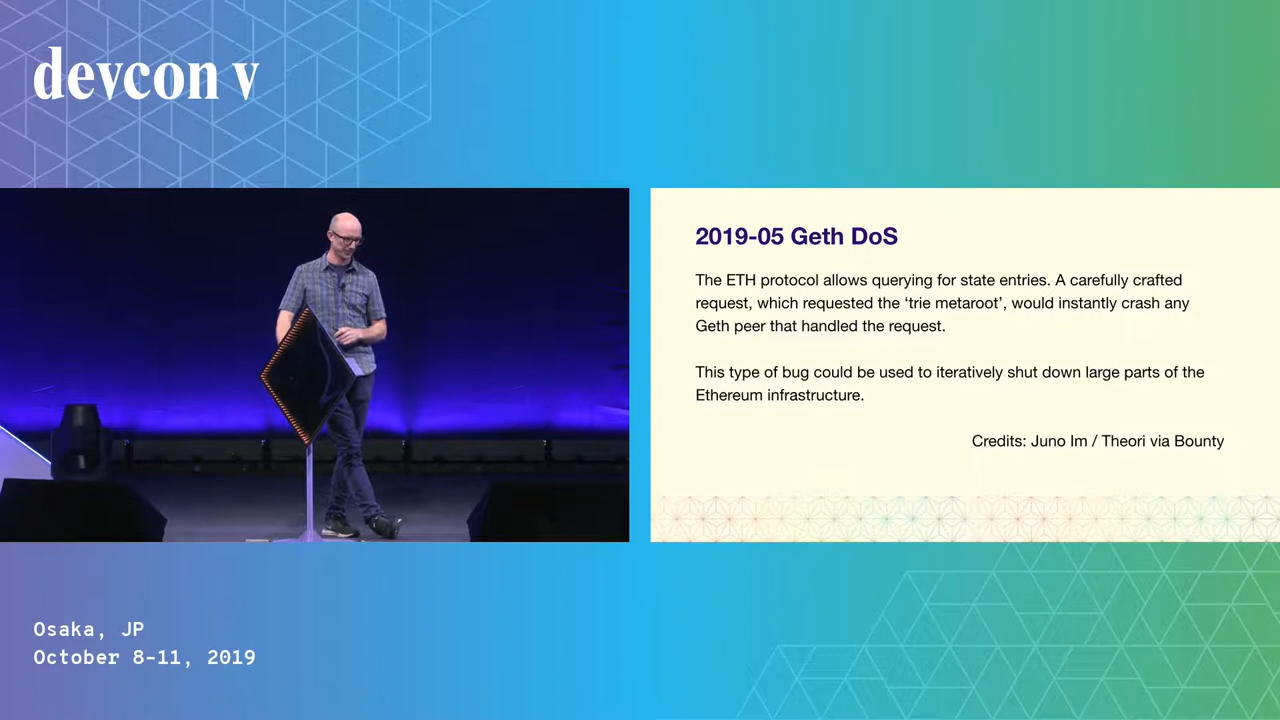 devcon v
2019-05 Geth DoS
The ETH protocol allows querying for state entries. A carefully crafted
request, which requested the ‘trie metaroot’, would instantly crash any
Geth peer that handled the request.
This type of bug could be used to iteratively shut down large parts of the
Ethereum infrastructure.
Credits: Juno Im / Theori via Bounty
Osaka, JP
October 8-11, 2019